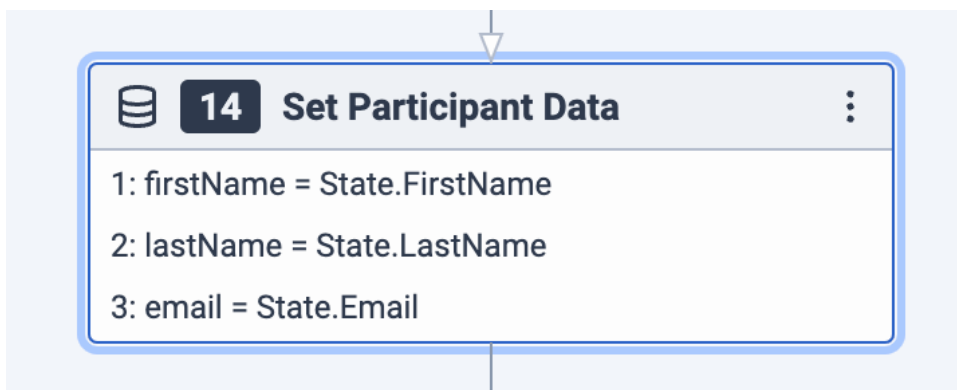 14 Set Participant Data
1: firstName = State.FirstName
2: lastName = State.LastName
3: email = State.Email